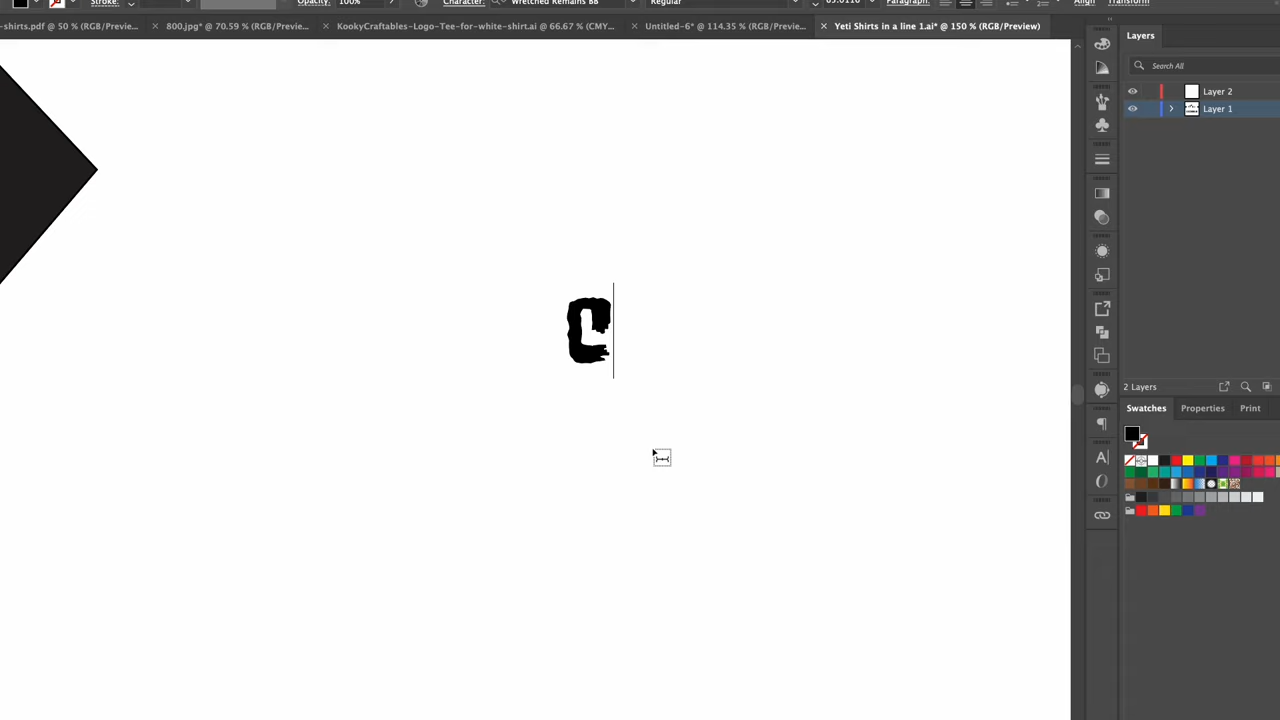 Stroke:
Opacity:
100%
Character:
Wretched Remains BB
Regular
Paragraph:
Align
Transform
-shirts.pdf @ 50 % (RGB/Previe...
800.jpg* @ 70.59 % (RGB/Previe...
KookyCraftables-Logo-Tee-for-white-shirt.ai @ 66.67 % (CMY...
Untitled-6* @ 114.35 % (RGB/Previe...
Yeti Shirts in a line 1.ai* @ 150 % (RGB/Preview)
Layers
Search All
Layer 2
Layer 1
C
2 Layers
Swatches
Properties
Print